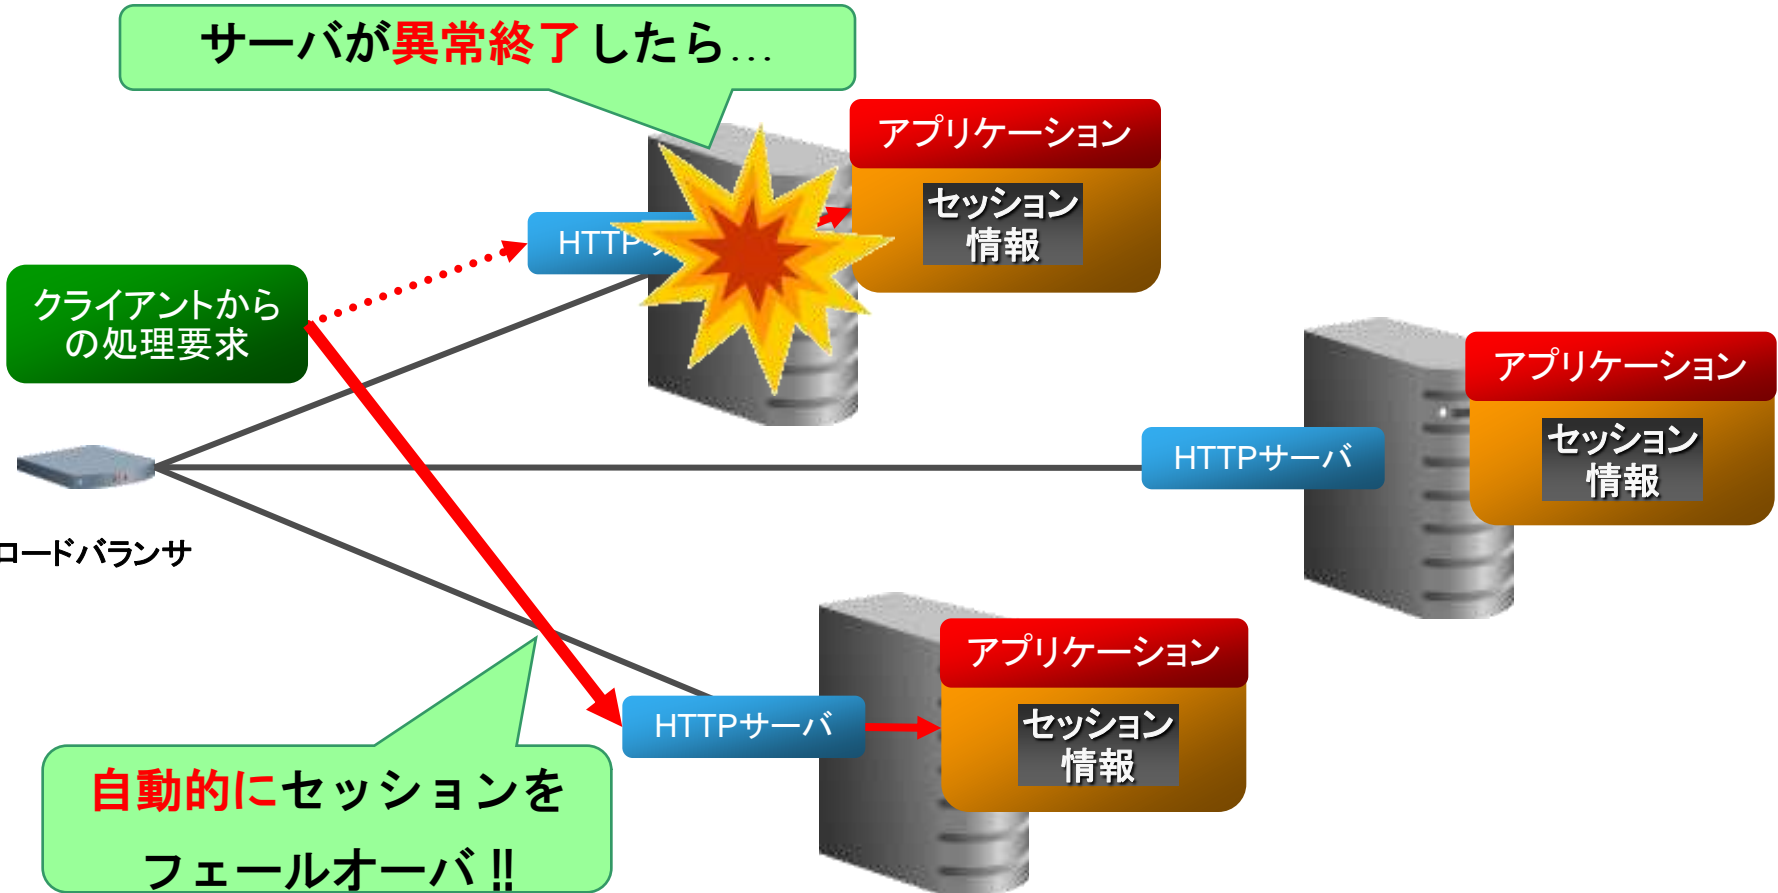 サーバが異常終了したら…
アプリケーション
セッション
情報
HTTP
クライアントから
の処理要求
アプリケーション
セッション
情報
HTTPサーバ
ロードバランサ
アプリケーション
セッション
情報
HTTPサーバ
自動的にセッションを
フェールオーバ‼